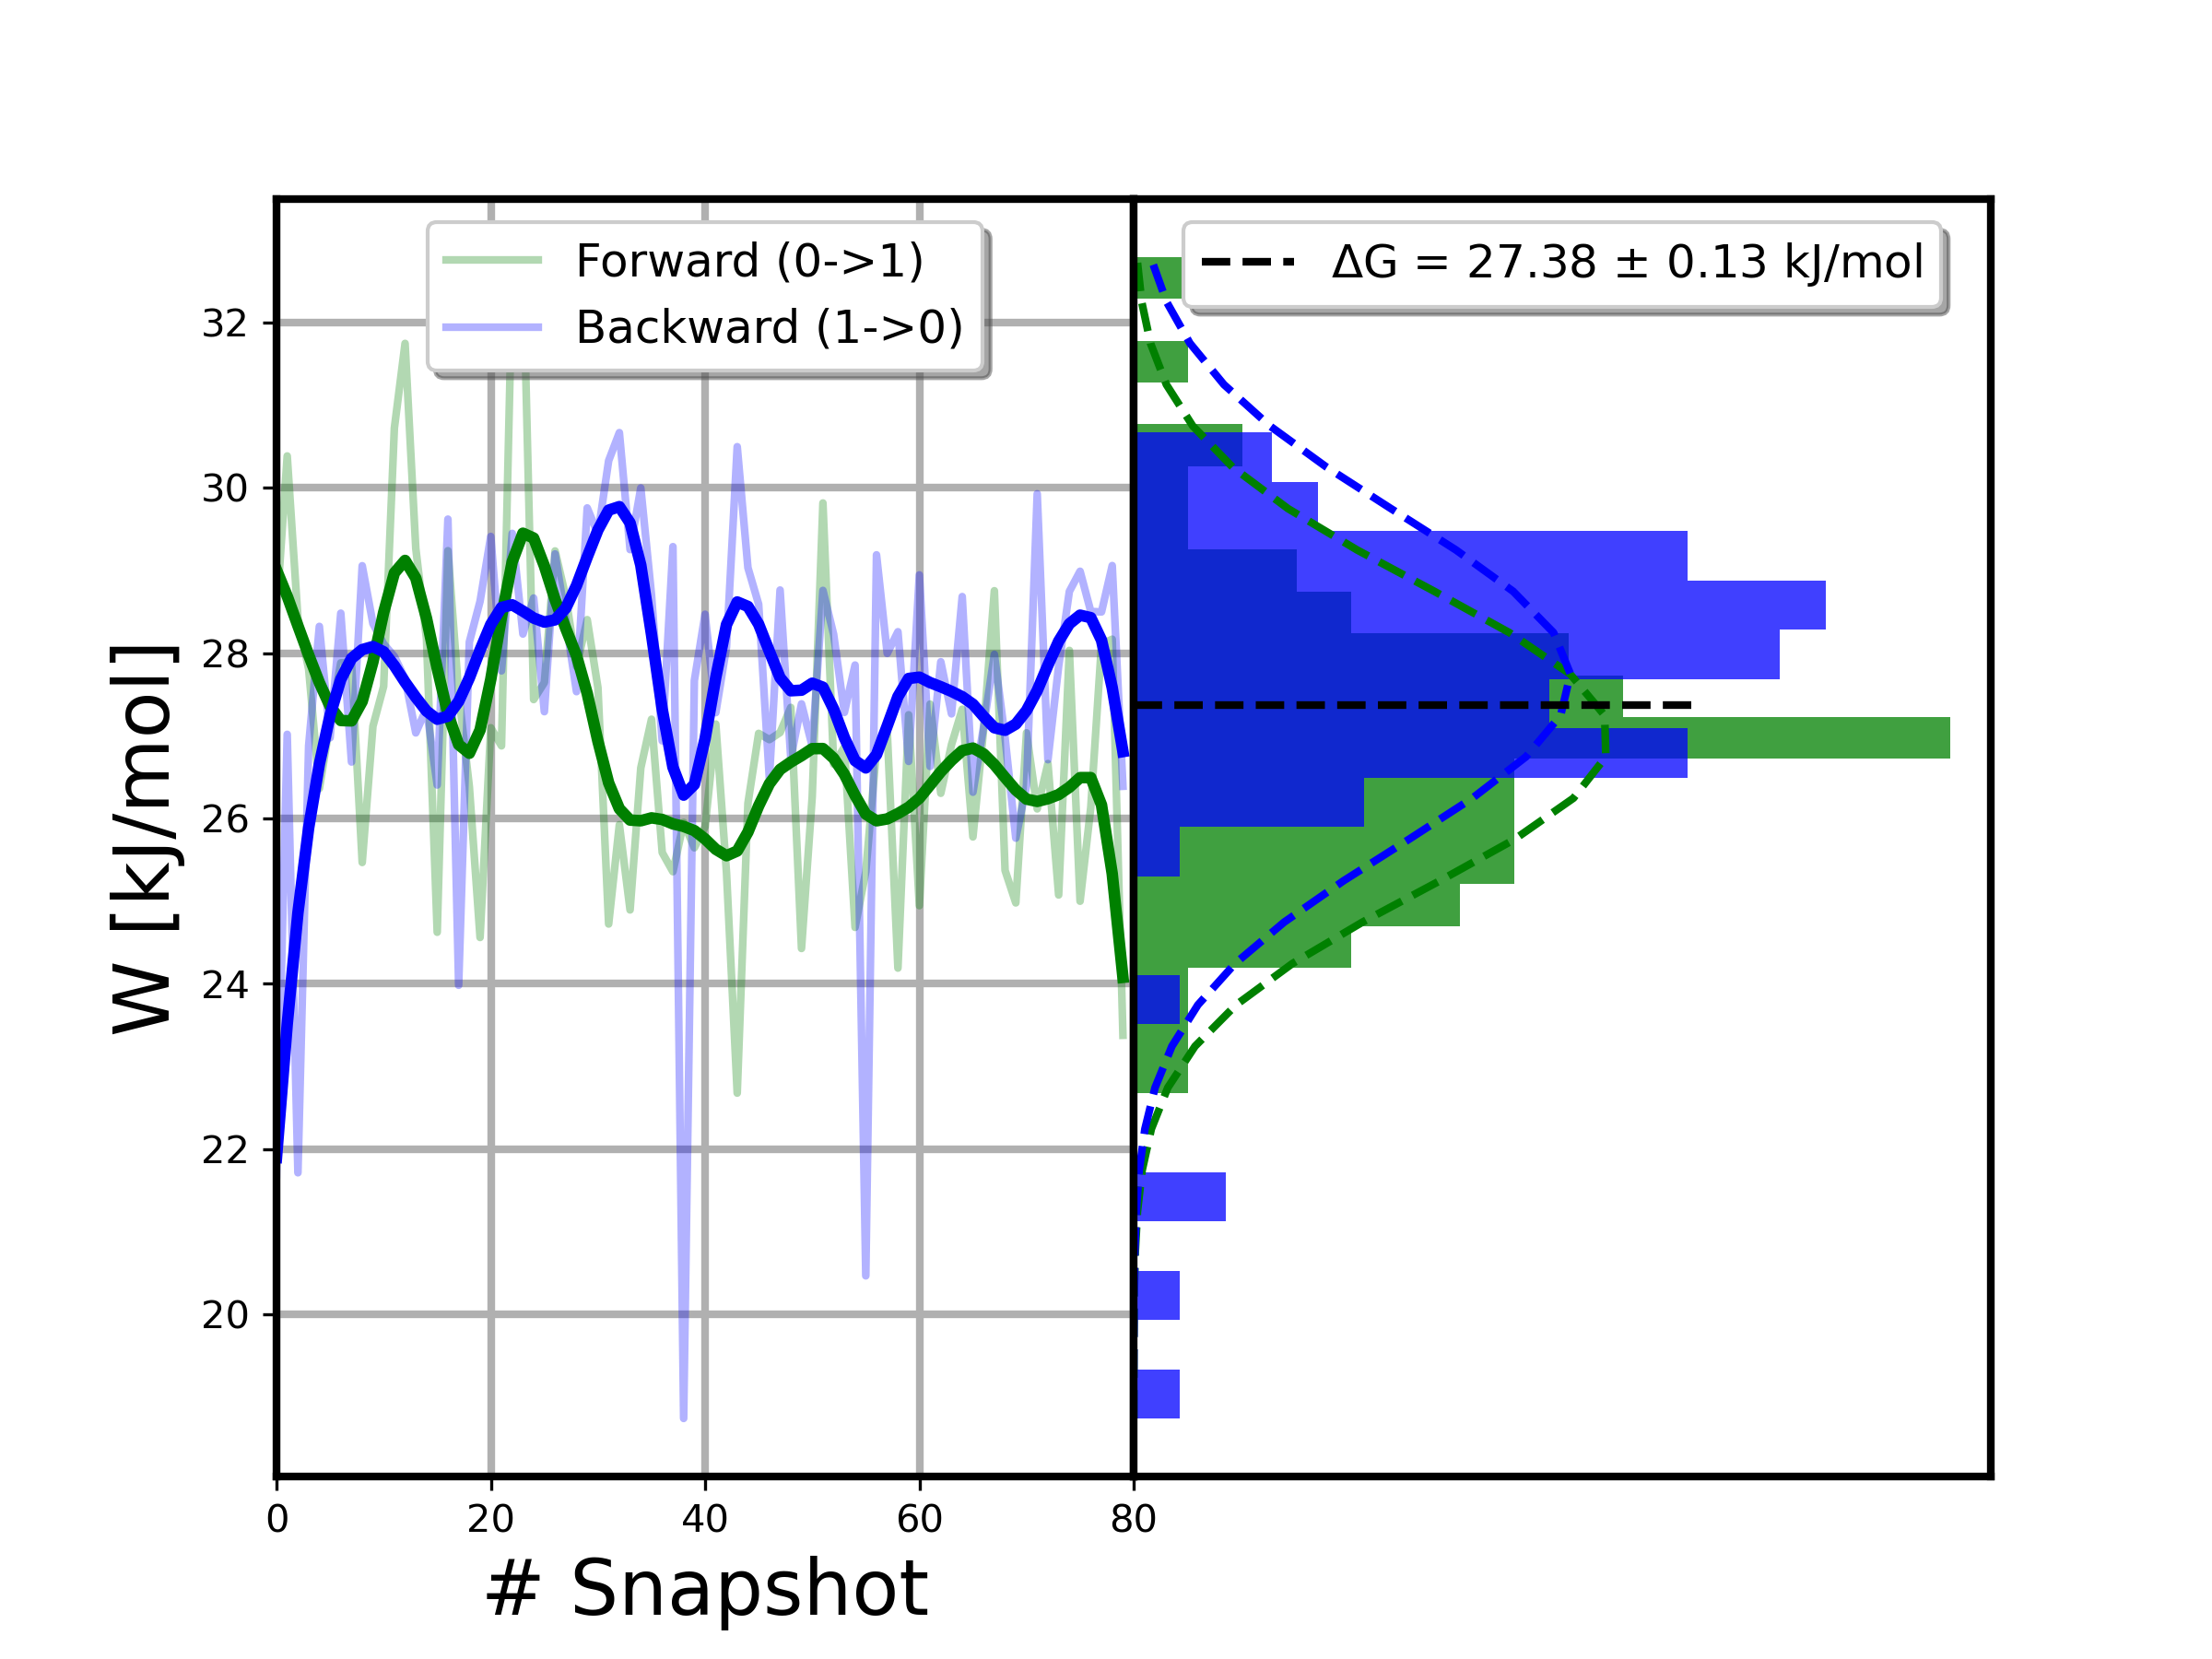 Forward (0->1)
Backward (1->0)
ΔG = 27.38 ± 0.13 kJ/mol
W [kJ/mol]
32
30
28
26
24
22
20
0 20 40 60 80
# Snapshot